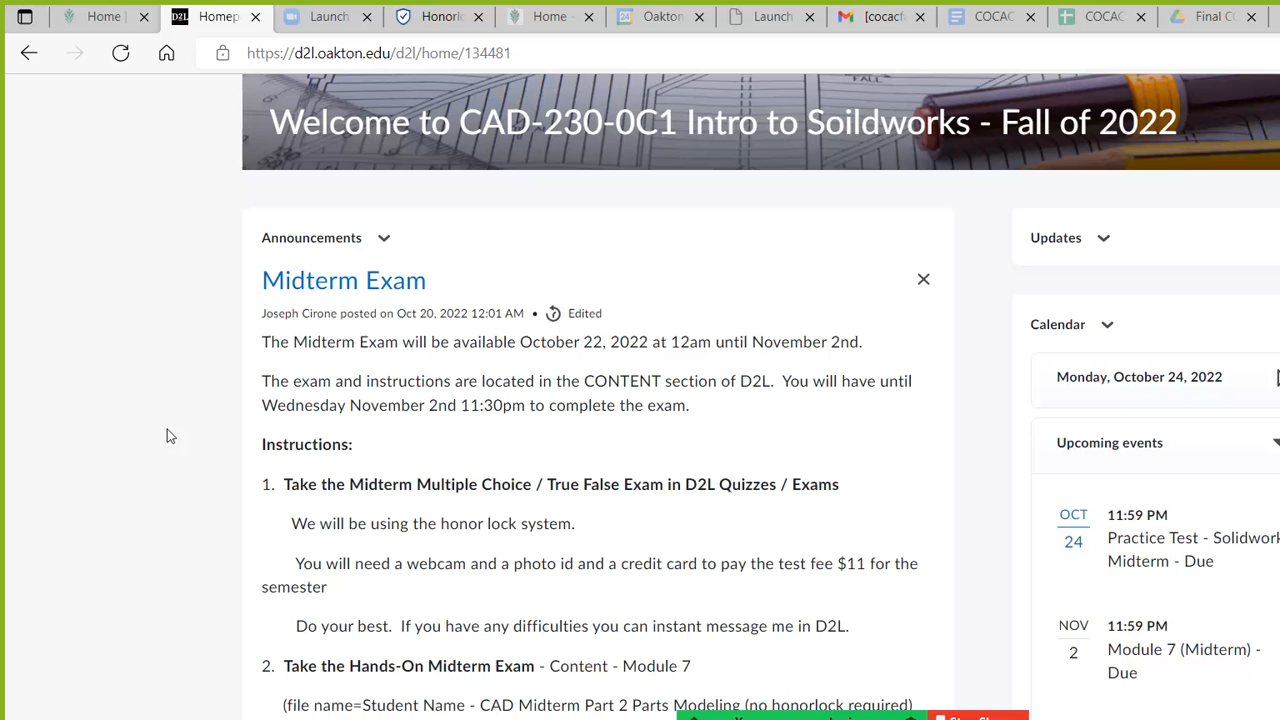 Home |
D2L Homep
Launch
Honorlo
Home -
24 Oakton
Launch
[cocacf
COCAC
COCAC
Final CO
https://d2l.oakton.edu/d2l/home/134481
Welcome to CAD-230-0C1 Intro to Soildworks - Fall of 2022
Announcements
Midterm Exam
Joseph Cirone posted on Oct 20, 2022 12:01 AM • Edited
The Midterm Exam will be available October 22, 2022 at 12am until November 2nd.
The exam and instructions are located in the CONTENT section of D2L. You will have until
Wednesday November 2nd 11:30pm to complete the exam.
Instructions:
1. Take the Midterm Multiple Choice / True False Exam in D2L Quizzes / Exams
We will be using the honor lock system.
You will need a webcam and a photo id and a credit card to pay the test fee $11 for the
semester
Do your best. If you have any difficulties you can instant message me in D2L.
2. Take the Hands-On Midterm Exam - Content - Module 7
(file name=Student Name - CAD Midterm Part 2 Parts Modeling (no honorlock required)
Updates
Calendar
Monday, October 24, 2022
Upcoming events
OCT
24
11:59 PM
Practice Test - Solidwork
Midterm - Due
NOV
2
11:59 PM
Module 7 (Midterm) -
Due